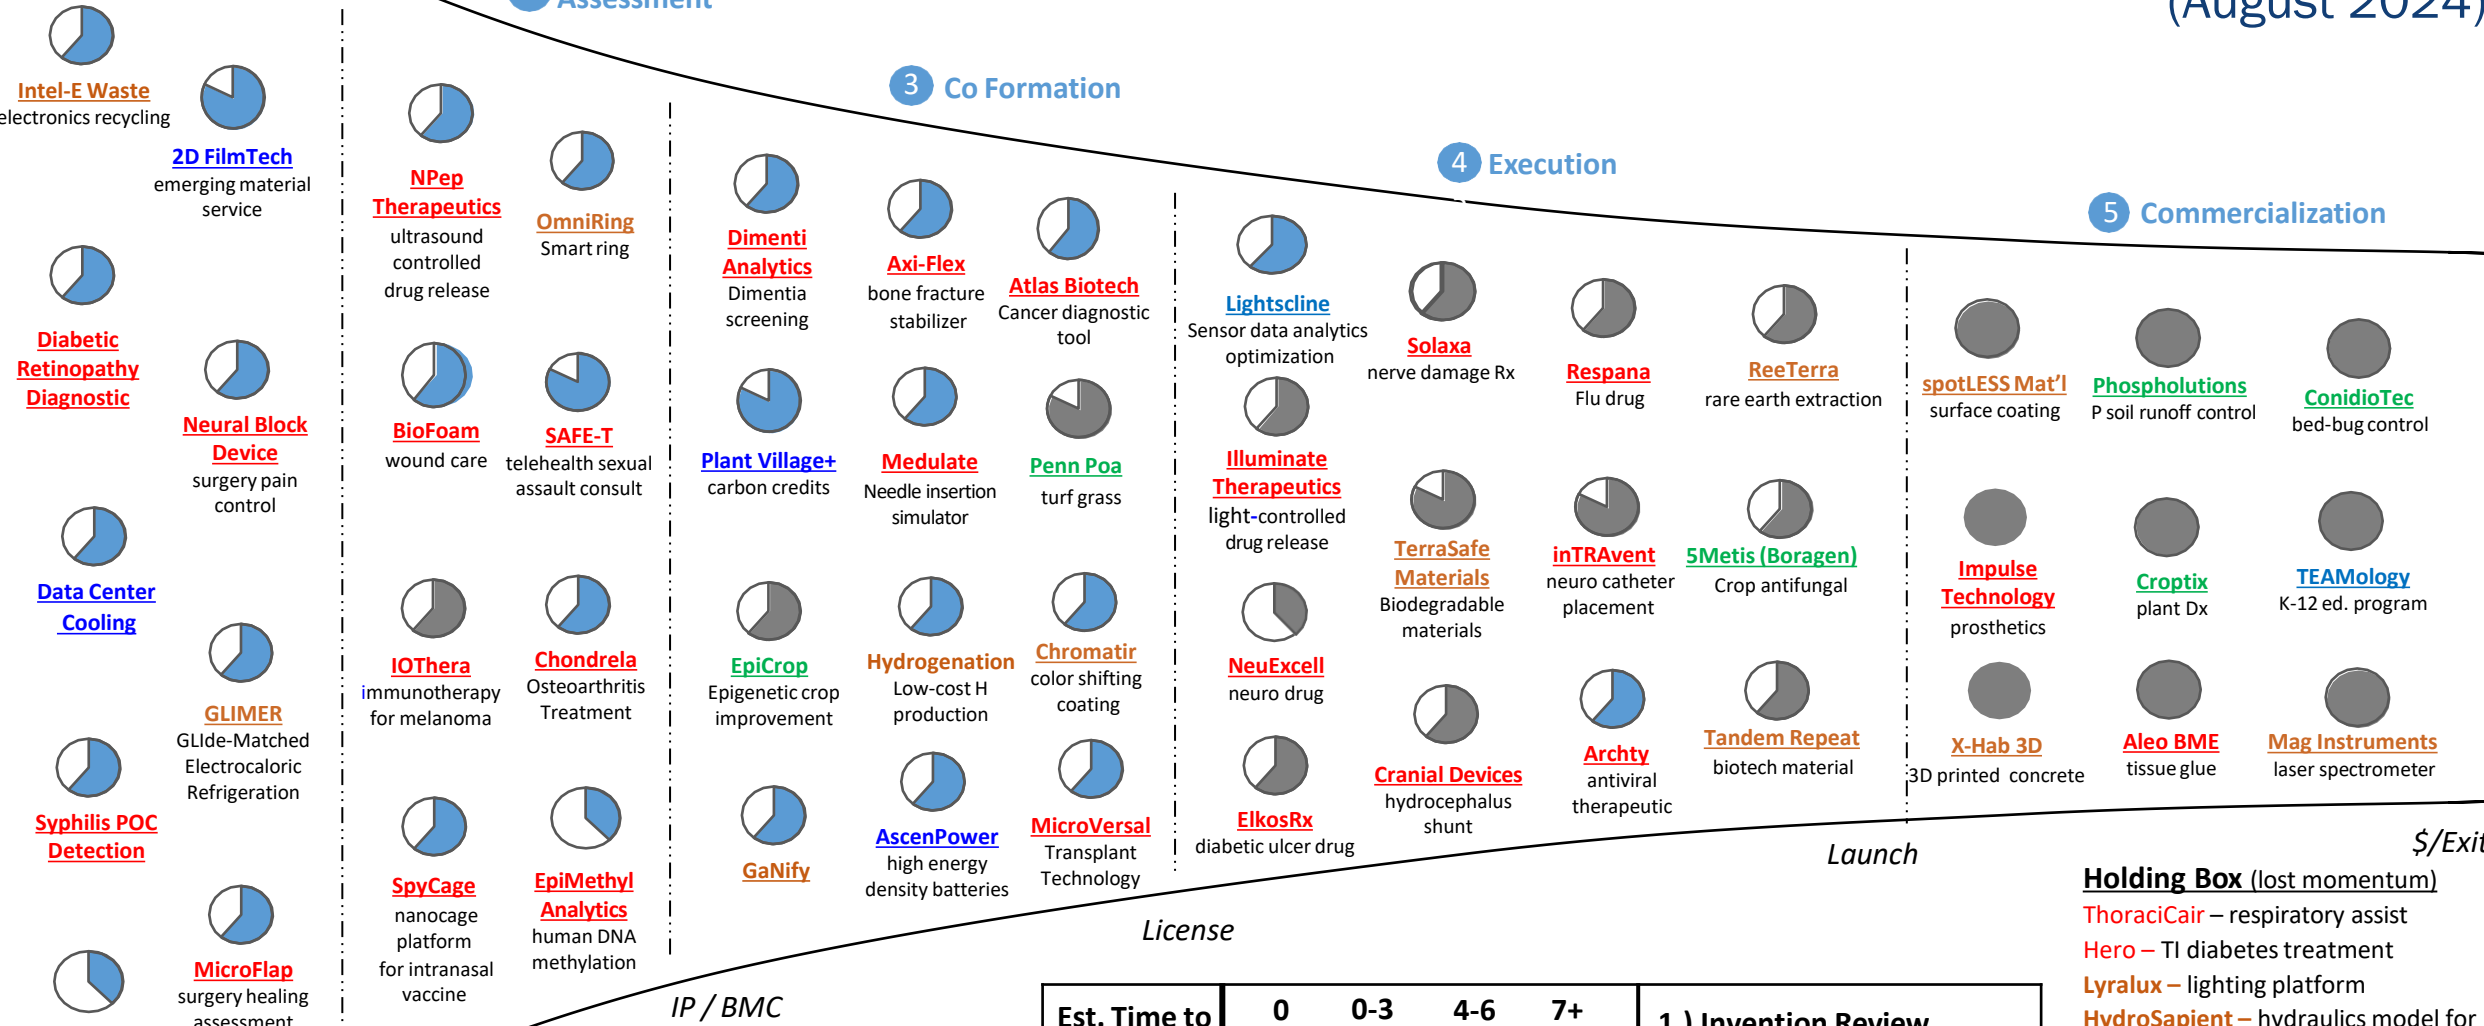 Assessment
(August 2024)
3 Co Formation
4 Execution
5 Commercialization
Intel-E Waste
electronics recycling
2D FilmTech
emerging material
service
Diabetic
Retinopathy
Diagnostic
Neural Block
Device
surgery pain
control
Data Center
Cooling
GLIMER
GLIde-Matched
Electrocaloric
Refrigeration
Syphilis POC
Detection
MicroFlap
surgery healing
assessment
NPep
Therapeutics
ultrasound
controlled
drug release
OmniRing
Smart ring
BioFoam
wound care
SAFE-T
telehealth sexual
assault consult
IOThera
immunotherapy
for melanoma
Chondrela
Osteoarthritis
Treatment
SpyCage
nanocage
platform
for intranasal
vaccine
EpiMethyl
Analytics
human DNA
methylation
Dimenti
Analytics
Dimentia
screening
Axi-Flex
bone fracture
stabilizer
Atlas Biotech
Cancer diagnostic
tool
Plant Village+
carbon credits
Medulate
Needle insertion
simulator
Penn Poa
turf grass
EpiCrop
Epigenetic crop
improvement
Hydrogenation
Low-cost H
production
Chromatir
color shifting
coating
GaNify
AscenPower
high energy
density batteries
MicroVersal
Transplant
Technology
Lightscline
Sensor data analytics
optimization
Solaxa
nerve damage Rx
Respana
Flu drug
ReeTerra
rare earth extraction
Illuminate
Therapeutics
light-controlled
drug release
TerraSafe
Materials
Biodegradable
materials
inTRAvent
neuro catheter
placement
5Metis (Boragen)
Crop antifungal
NeuExcell
neuro drug
Cranial Devices
hydrocephalus
shunt
Archty
antiviral
therapeutic
Tandem Repeat
biotech material
ElkosRx
diabetic ulcer drug
spotLESS Mat'l
surface coating
Phospholutions
P soil runoff control
ConidioTec
bed-bug control
Impulse
Technology
prosthetics
Croptix
plant Dx
TEAMology
K-12 ed. program
X-Hab 3D
3D printed concrete
Aleo BME
tissue glue
Mag Instruments
laser spectrometer
IP / BMC
License
Launch
$/Exit
Holding Box (lost momentum)
ThoraciCair – respiratory assist
Hero – TI diabetes treatment
Lyralux – lighting platform
HydroSapient – hydraulics model for
Est. Time to
0 0-3 4-6 7+
1.) Invention Review